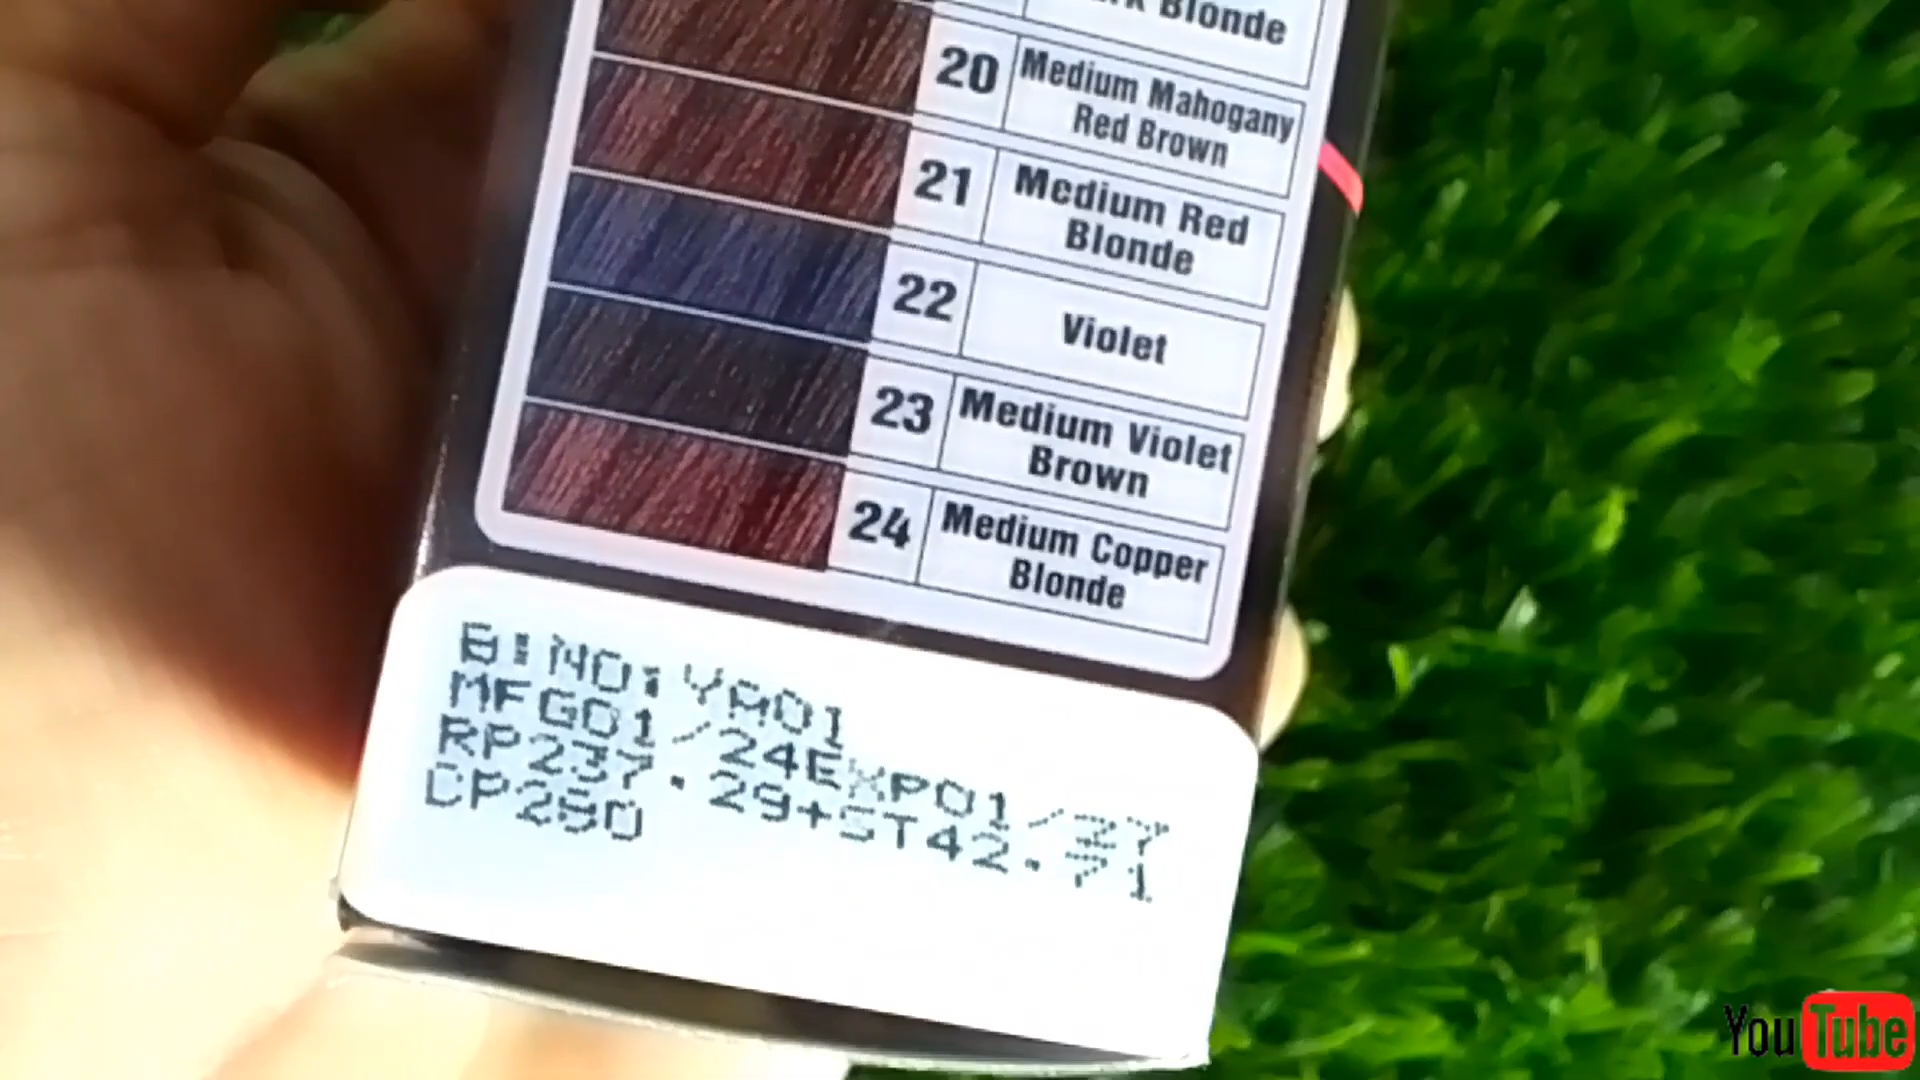 Blonde
20 Medium Mahogany
Red Brown
21 Medium Red
Blonde
22 Violet
23 Medium Violet
Brown
24 Medium Copper
Blonde
B:NO:YA01
MFG01/24EXP01/27
RP237.29+ST42.71
CP280
YouTube